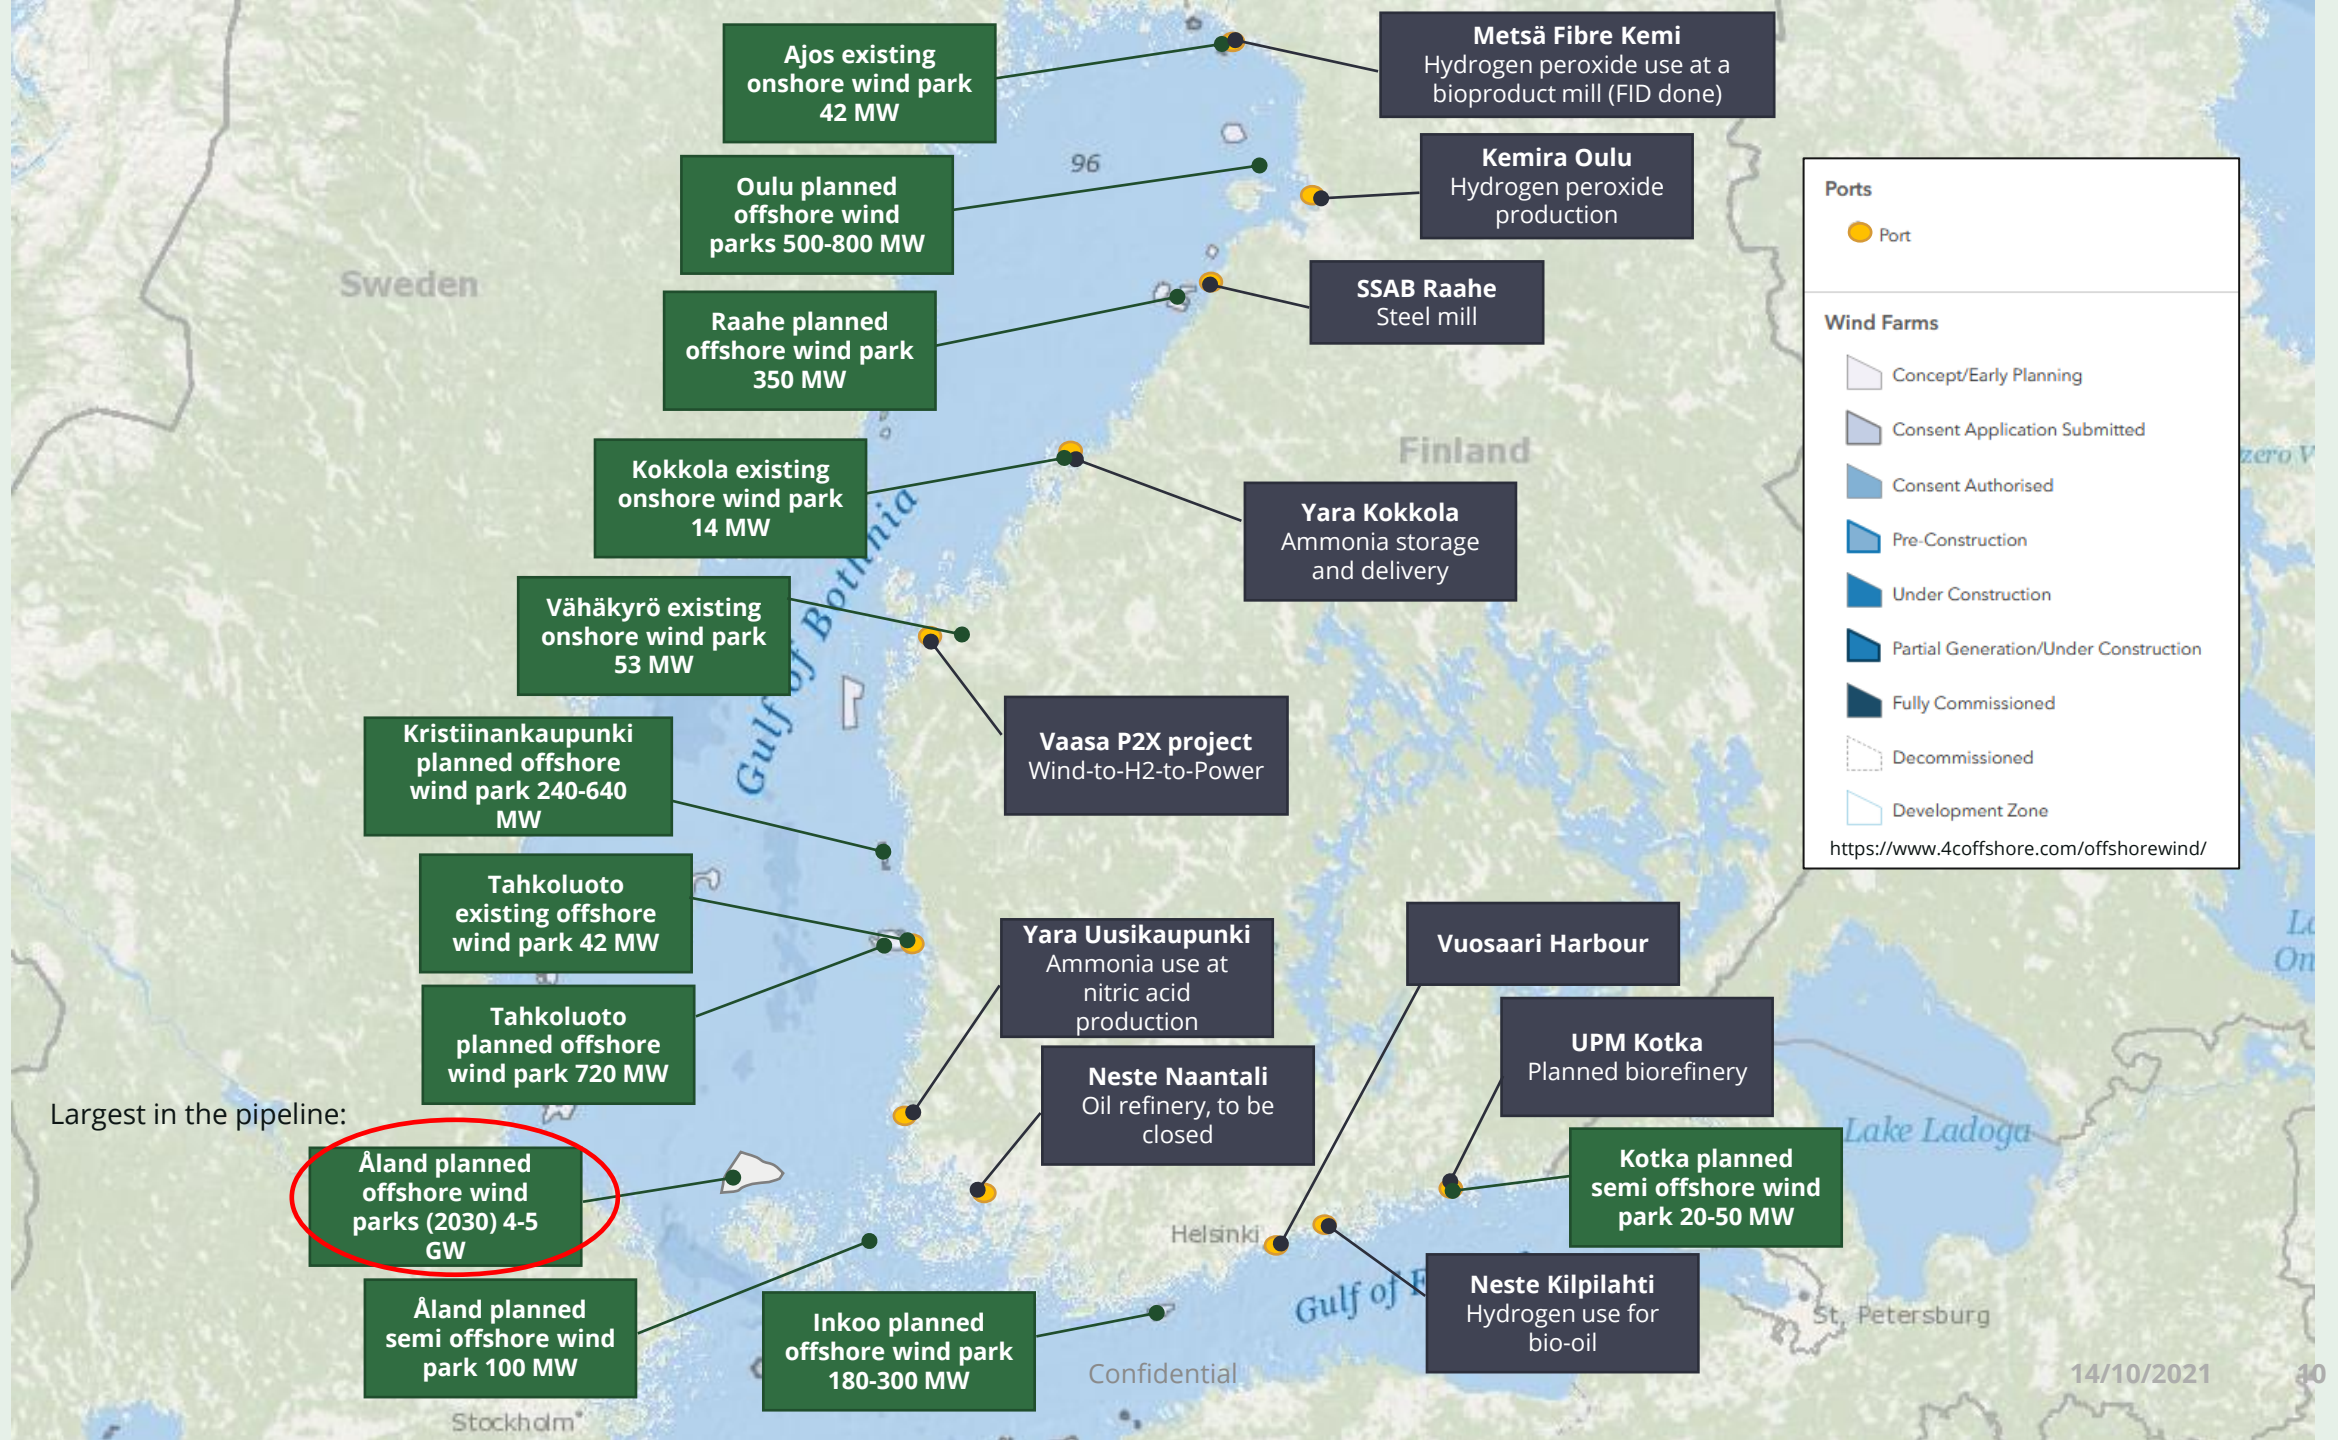 Ajos existing
onshore wind park
42 MW
Metsä Fibre Kemi
Hydrogen peroxide use at a
bioproduct mill (FID done)
Oulu planned
offshore wind
parks 500-800 MW
96
Kemira Oulu
Hydrogen peroxide
production
Sweden
Raahe planned
offshore wind park
350 MW
SSAB Raahe
Steel mill
Kokkola existing
onshore wind park
14 MW
Finland
Yara Kokkola
Ammonia storage
and delivery
Vähäkyrö existing
onshore wind park
53 MW
Gulf of Bothnia
Vaasa P2X project
Wind-to-H2-to-Power
Kristiinankaupunki
planned offshore
wind park 240-640
MW
Tahkoluoto
existing offshore
wind park 42 MW
Tahkoluoto
planned offshore
wind park 720 MW
Yara Uusikaupunki
Ammonia use at
nitric acid
production
Neste Naantali
Oil refinery, to be
closed
Vuosaari Harbour
UPM Kotka
Planned biorefinery
Largest in the pipeline:
Åland planned
offshore wind
parks (2030) 4-5
GW
Åland planned
semi offshore wind
park 100 MW
Inkoo planned
offshore wind park
180-300 MW
Helsinki
Kotka planned
semi offshore wind
park 20-50 MW
Lake Ladoga
Gulf of
Neste Kilpilahti
Hydrogen use for
bio-oil
St. Petersburg
Stockholm
Confidential
14/10/2021
10
Ports
Port
Wind Farms
Concept/Early Planning
Consent Application Submitted
Consent Authorised
Pre-Construction
Under Construction
Partial Generation/Under Construction
Fully Commissioned
Decommissioned
Development Zone
https://www.4coffshore.com/offshorewind/